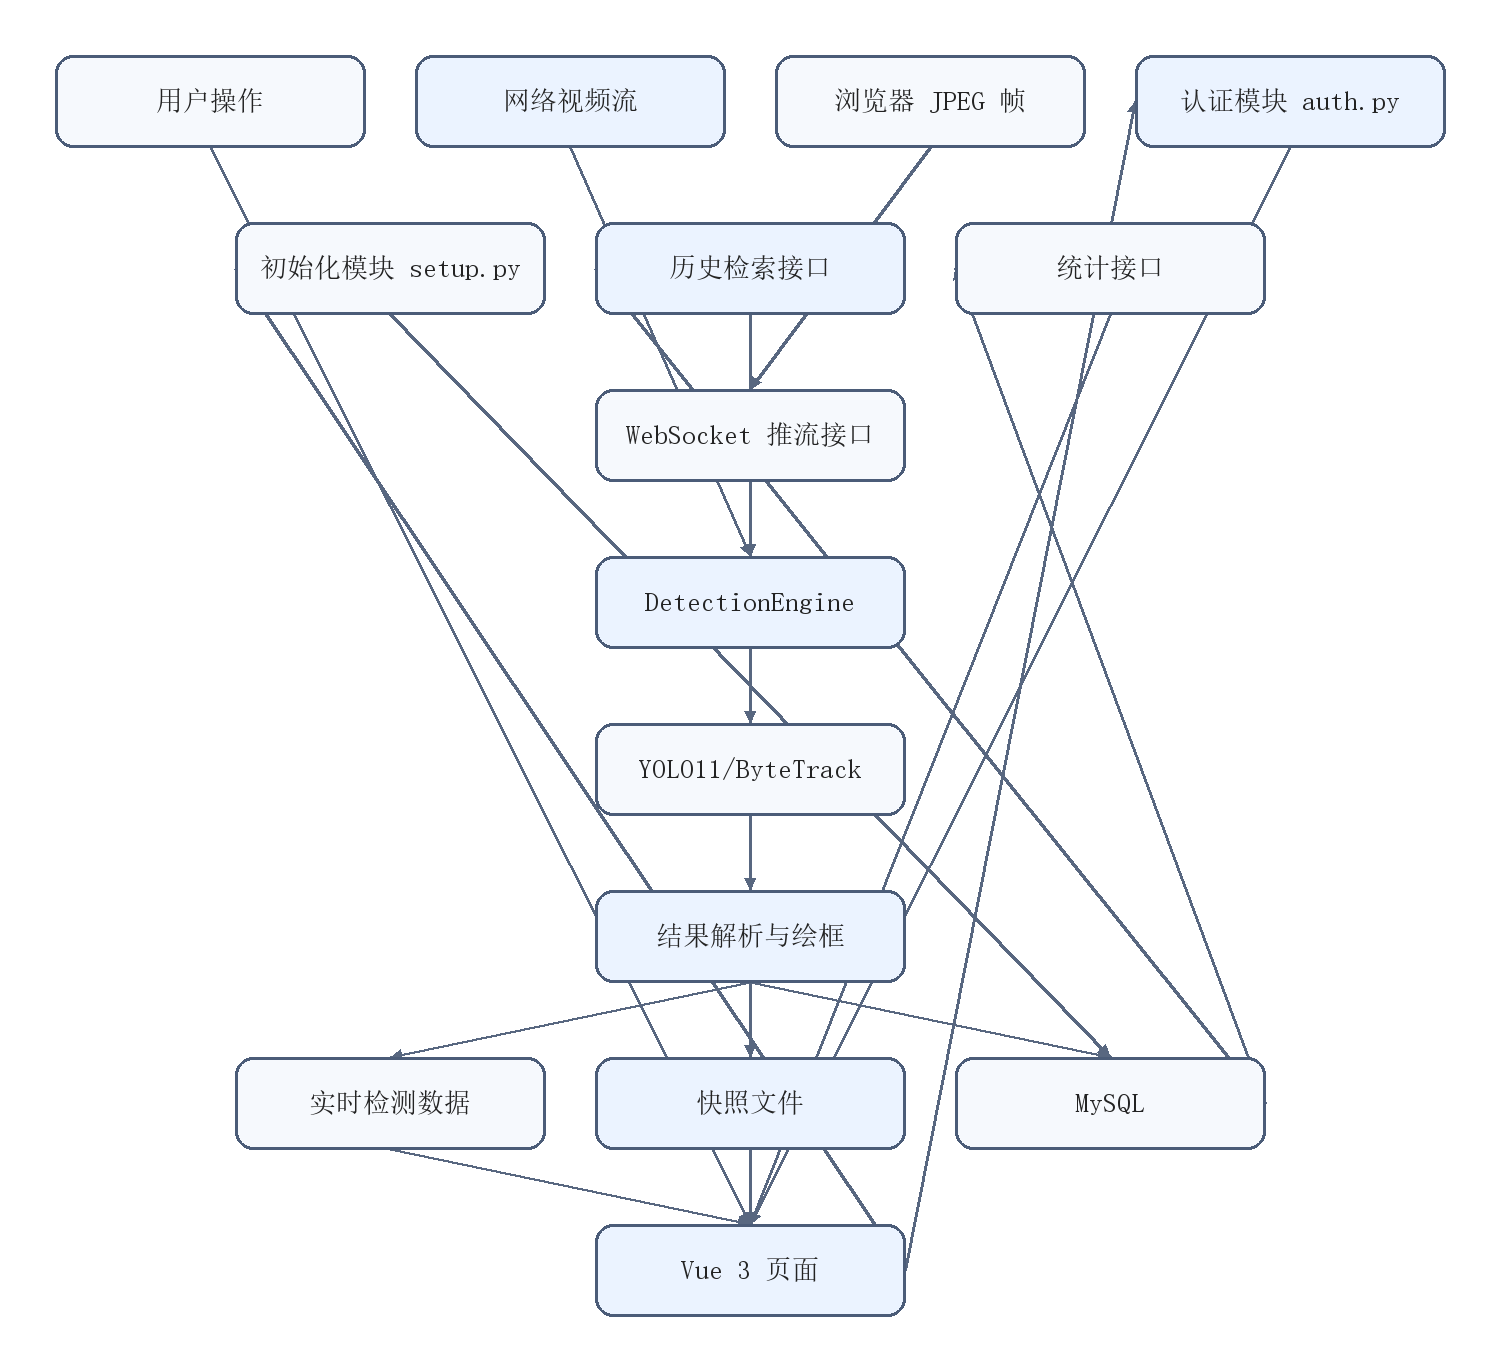 用户操作
网络视频流
浏览器 JPEG 帧
认证模块 auth.py
初始化模块 setup.py
历史检索接口
统计接口
WebSocket 推流接口
DetectionEngine
YOLO11/ByteTrack
结果解析与绘框
实时检测数据
快照文件
MySQL
Vue 3 页面